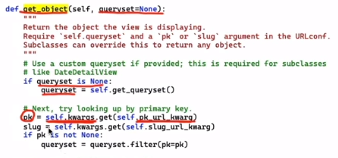 def get_object(self, queryset=None):
"""
Return the object the view is displaying.
Require `self.queryset` and a "pk" or "slug" argument in the URLconf.
Subclasses can override this to return any object.
"""
# Use a custom queryset if provided; this is required for subclasses
# like DateDetailView
if queryset is None:
queryset = self.get_queryset()
# Next, try looking up by primary key.
pk = self.kwargs.get(self.pk_url_kwarg)
slug = self.kwargs.get(self.slug_url_kwarg)
if pk is not None:
queryset = queryset.filter(pk=pk)